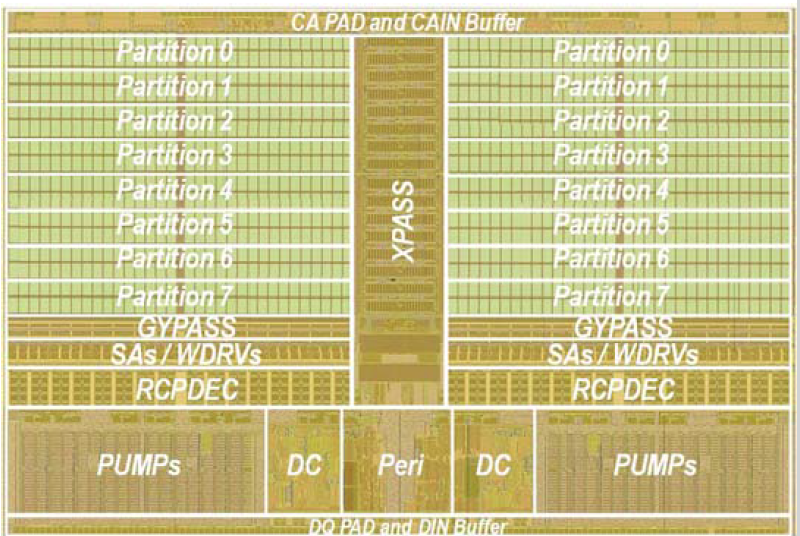 CA PAD and CAIN Buffer
Partition 0
Partition 0
Partition 1
Partition 1
Partition 2
Partition 2
Partition 3
Partition 3
Partition 4
Partition 4
Partition 5
Partition 5
Partition 6
Partition 6
Partition 7
Partition 7
XPASS
GYPASS
GYPASS
SAs / WDRVs
SAs / WDRVs
RCPDEC
RCPDEC
PUMPs
DC
Peri
DC
PUMPs
DQ PAD and DIN Buffer